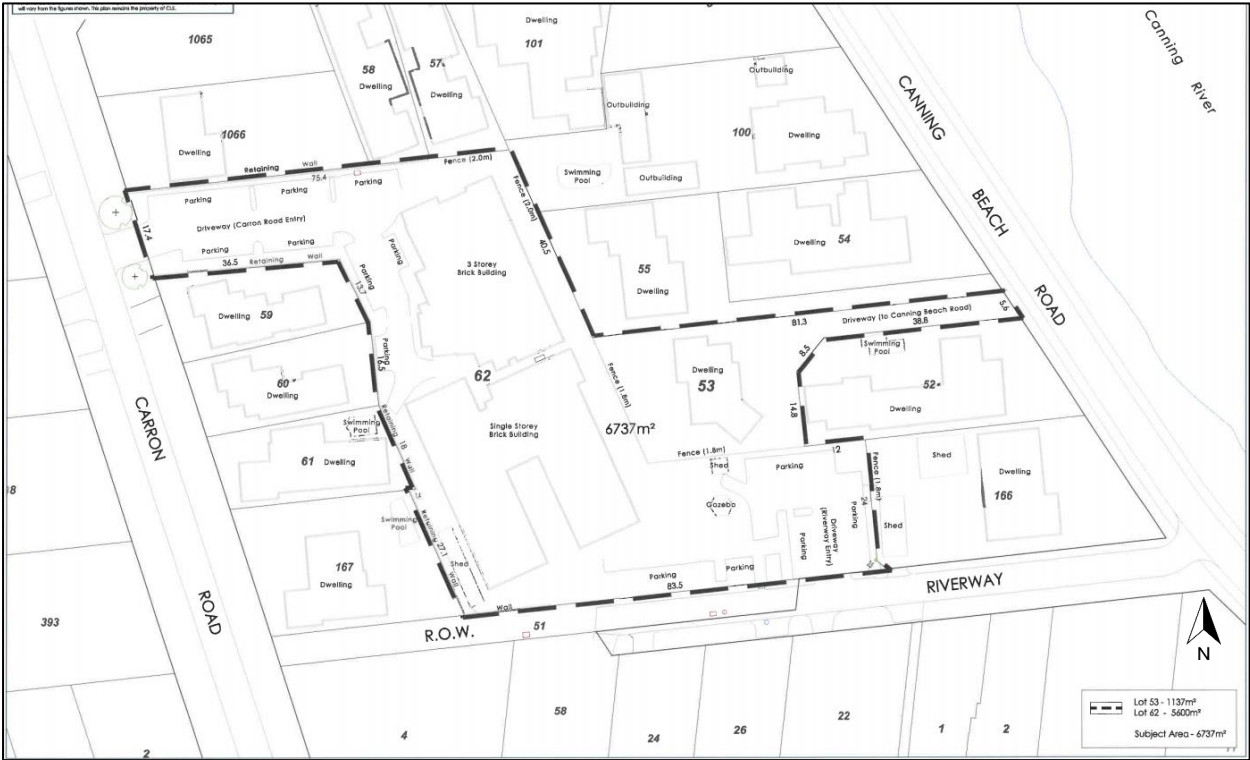 will vary from the figures shown. This plan remains the property of CLE.
1065
58
Dwelling
57
Dwelling
Dwelling
101
Canning
River
CANNING
BEACH
ROAD
Outbuilding
Outbuilding
100
Dwelling
Swimming
Pool
Outbuilding
1066
Dwelling
Retaining
Wall
75.4
Fence (2.0m)
Parking
Parking
Parking
Driveway (Carron Road Entry)
17.4
Parking
Parking
36.5
Retaining
Wall
Parking
Parking
13.7
Fence (2.0m)
40.5
3 Storey
Brick Building
Dwelling
54
55
Dwelling
81.3
Driveway (to Canning Beach Road)
38.8
5.6
8.5
Swimming
Pool
Dwelling
59
Parking
16.5
60
Dwelling
62
Fence (1.8m)
Dwelling
53
52
Dwelling
14.8
CARRON
ROAD
Swimming
Pool
Retaining
18
Wall
61
Dwelling
Single Storey
Brick Building
6737m²
Fence (1.8m)
12
Shed
Parking
Fence (1.8m)
24
Shed
Dwelling
166
Gazebo
Parking
Driveway
(Riverway Entry)
Parking
Shed
Swimming
Pool
Retaining
27.1
Wall
Shed
167
Dwelling
Parking
Parking
83.5
Wall
RIVERWAY
R.O.W.
51
393
N
2
4
58
24
26
22
1
2
Lot 53 - 1137m²
Lot 62 - 5600m²
Subject Area - 6737m²